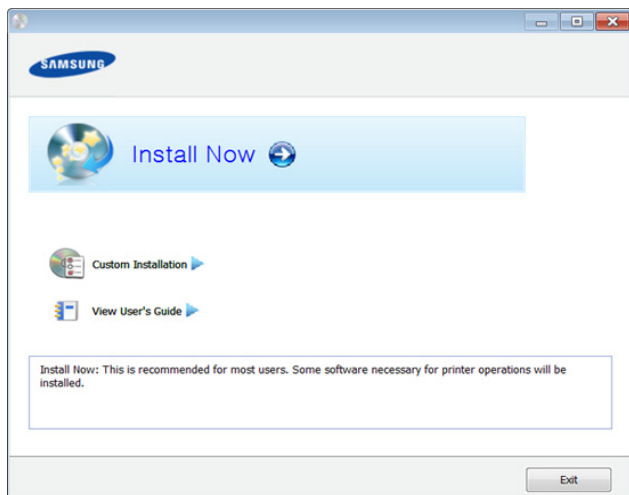 SAMSUNG
Install Now
Custom Installation
View User's Guide
Install Now: This is recommended for most users. Some software necessary for printer operations will be
installed.
Exit